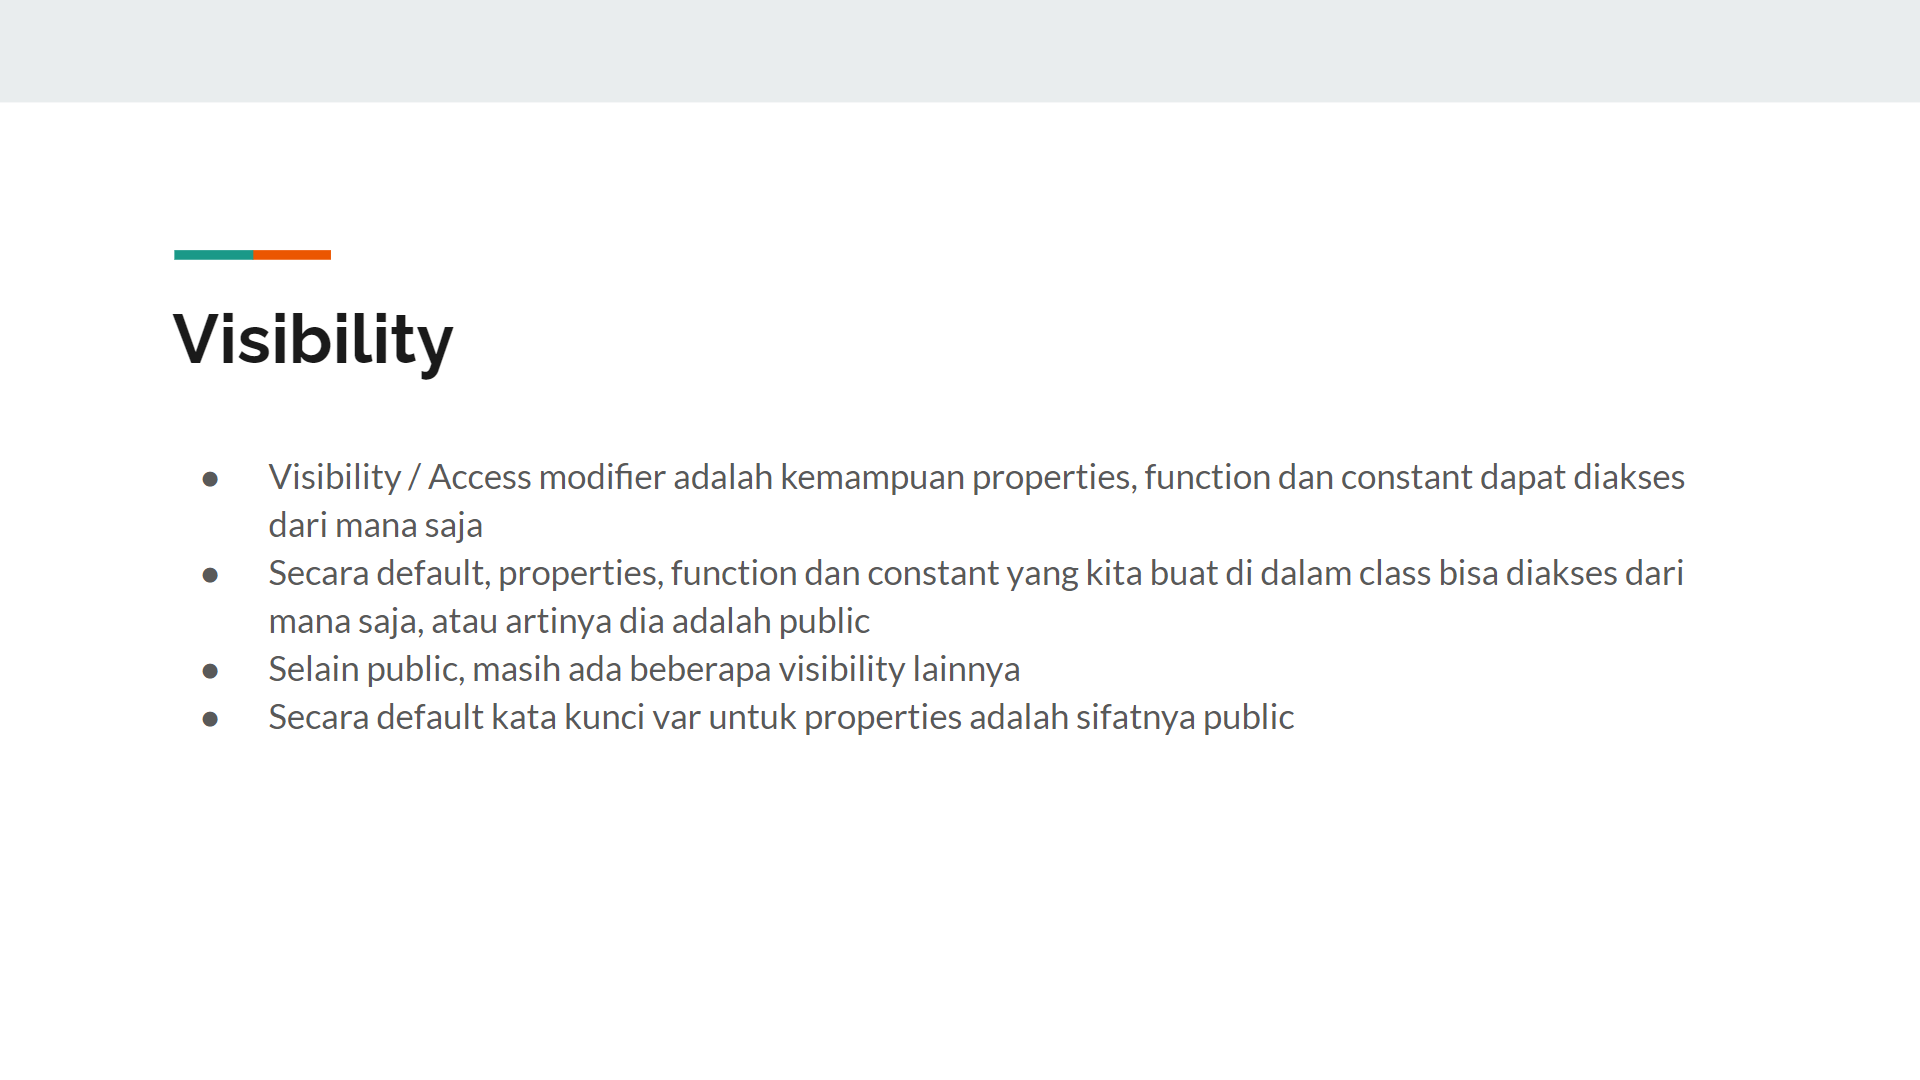 Visibility
● Visibility / Access modifier adalah kemampuan properties, function dan constant dapat diakses
dari mana saja
● Secara default, properties, function dan constant yang kita buat di dalam class bisa diakses dari
mana saja, atau artinya dia adalah public
● Selain public, masih ada beberapa visibility lainnya
● Secara default kata kunci var untuk properties adalah sifatnya public